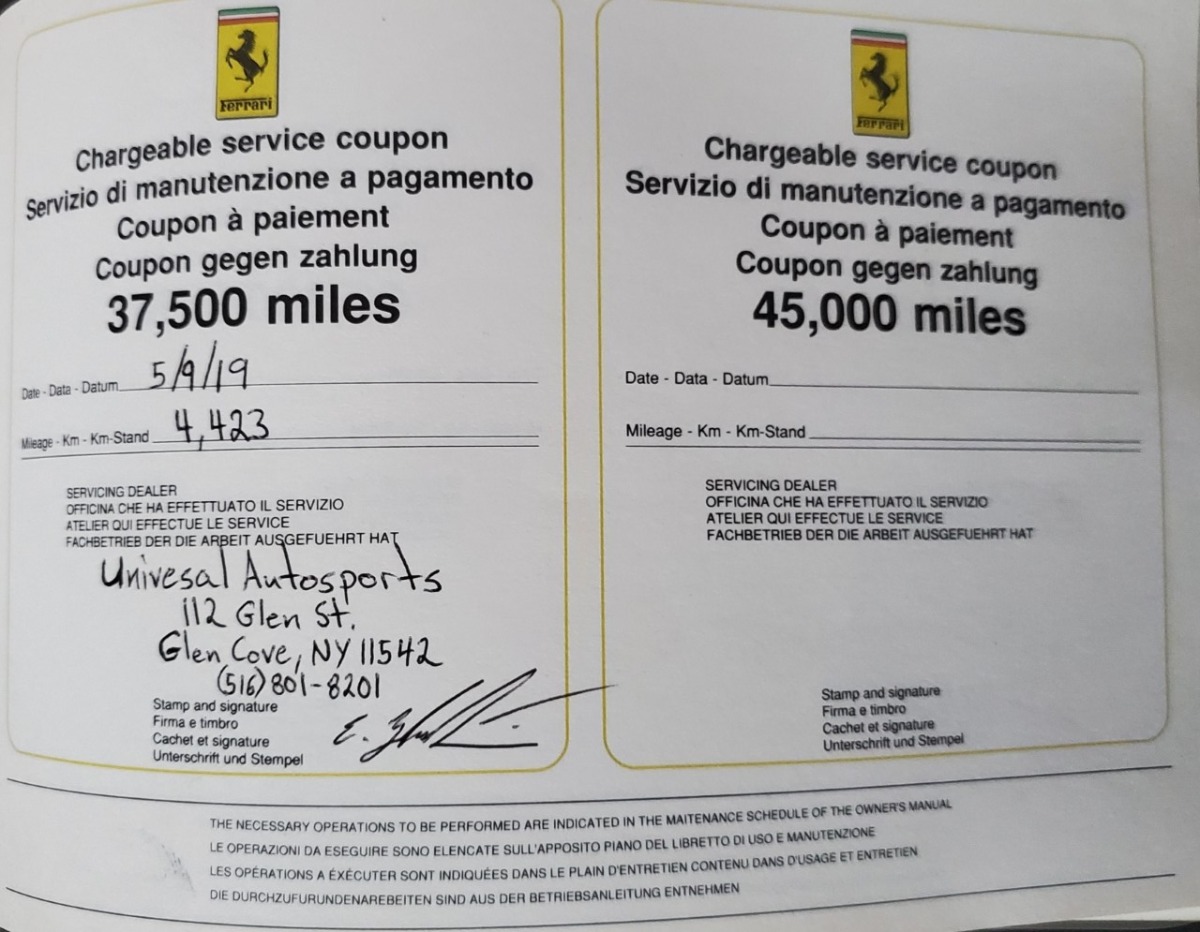 Ferrari
Chargeable service coupon
Servizio di manutenzione a pagamento
Coupon à paiement
Coupon gegen zahlung
37,500 miles
Date - Data - Datum 5/9/19
Mileage - Km - Km-Stand 4,423
SERVICING DEALER
OFFICINA CHE HA EFFETTUATO IL SERVIZIO
ATELIER QUI EFFECTUE LE SERVICE
FACHBETRIEB DER DIE ARBEIT AUSGEFUEHRT HAT
Univesal Autosports
112 Glen St.
Glen Cove, NY 11542
(516) 801-8201
Stamp and signature
Firma e timbro
Cachet et signature
Unterschrift und Stempel
E.
Ferrari
Chargeable service coupon
Servizio di manutenzione a pagamento
Coupon à paiement
Coupon gegen zahlung
45,000 miles
Date - Data - Datum
Mileage - Km - Km-Stand
SERVICING DEALER
OFFICINA CHE HA EFFETTUATO IL SERVIZIO
ATELIER QUI EFFECTUE LE SERVICE
FACHBETRIEB DER DIE ARBEIT AUSGEFUEHRT HAT
Stamp and signature
Firma e timbro
Cachet et signature
Unterschrift und Stempel
THE NECESSARY OPERATIONS TO BE PERFORMED ARE INDICATED IN THE MAITENANCE SCHEDULE OF THE OWNER'S MANUAL
LE OPERAZIONI DA ESEGUIRE SONO ELENCATE SULL'APPOSITO PIANO DEL LIBRETTO DI USO E MANUTENZIONE
LES OPÉRATIONS A ÉXÉCUTER SONT INDIQUÉES DANS LE PLAIN D'ENTRETIEN CONTENU DANS D'USAGE ET ENTRETIEN
DIE DURCHZUFURUNDENAREBEITEN SIND AUS DER BETRIEBSANLEITUNG ENTNEHMEN